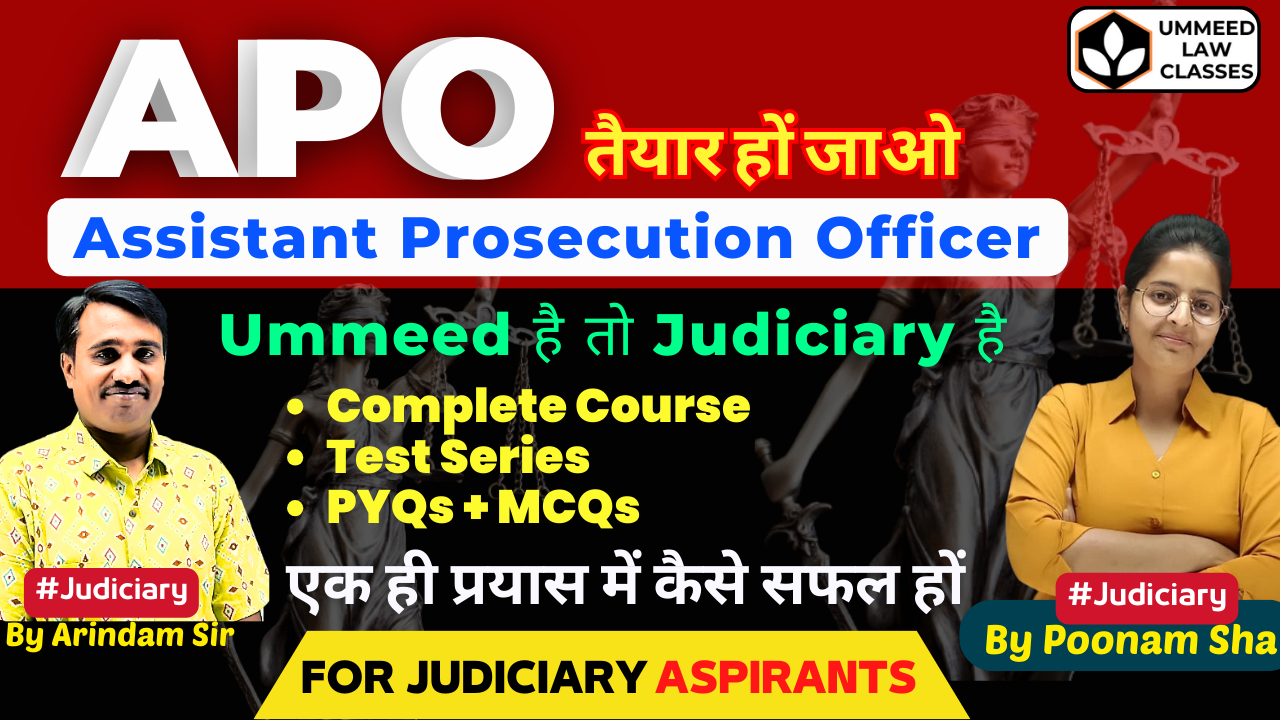 APO
UMMEED
LAW
CLASSES
तैयार हों जाओ
Assistant Prosecution Officer
Ummeed है तो Judiciary है
• Complete Course
• Test Series
• PYQs + MCQs
एक ही प्रयास में कैसे सफल हों
#Judiciary
By Arindam Sir
#Judiciary
By Poonam Sha
FOR JUDICIARY ASPIRANTS